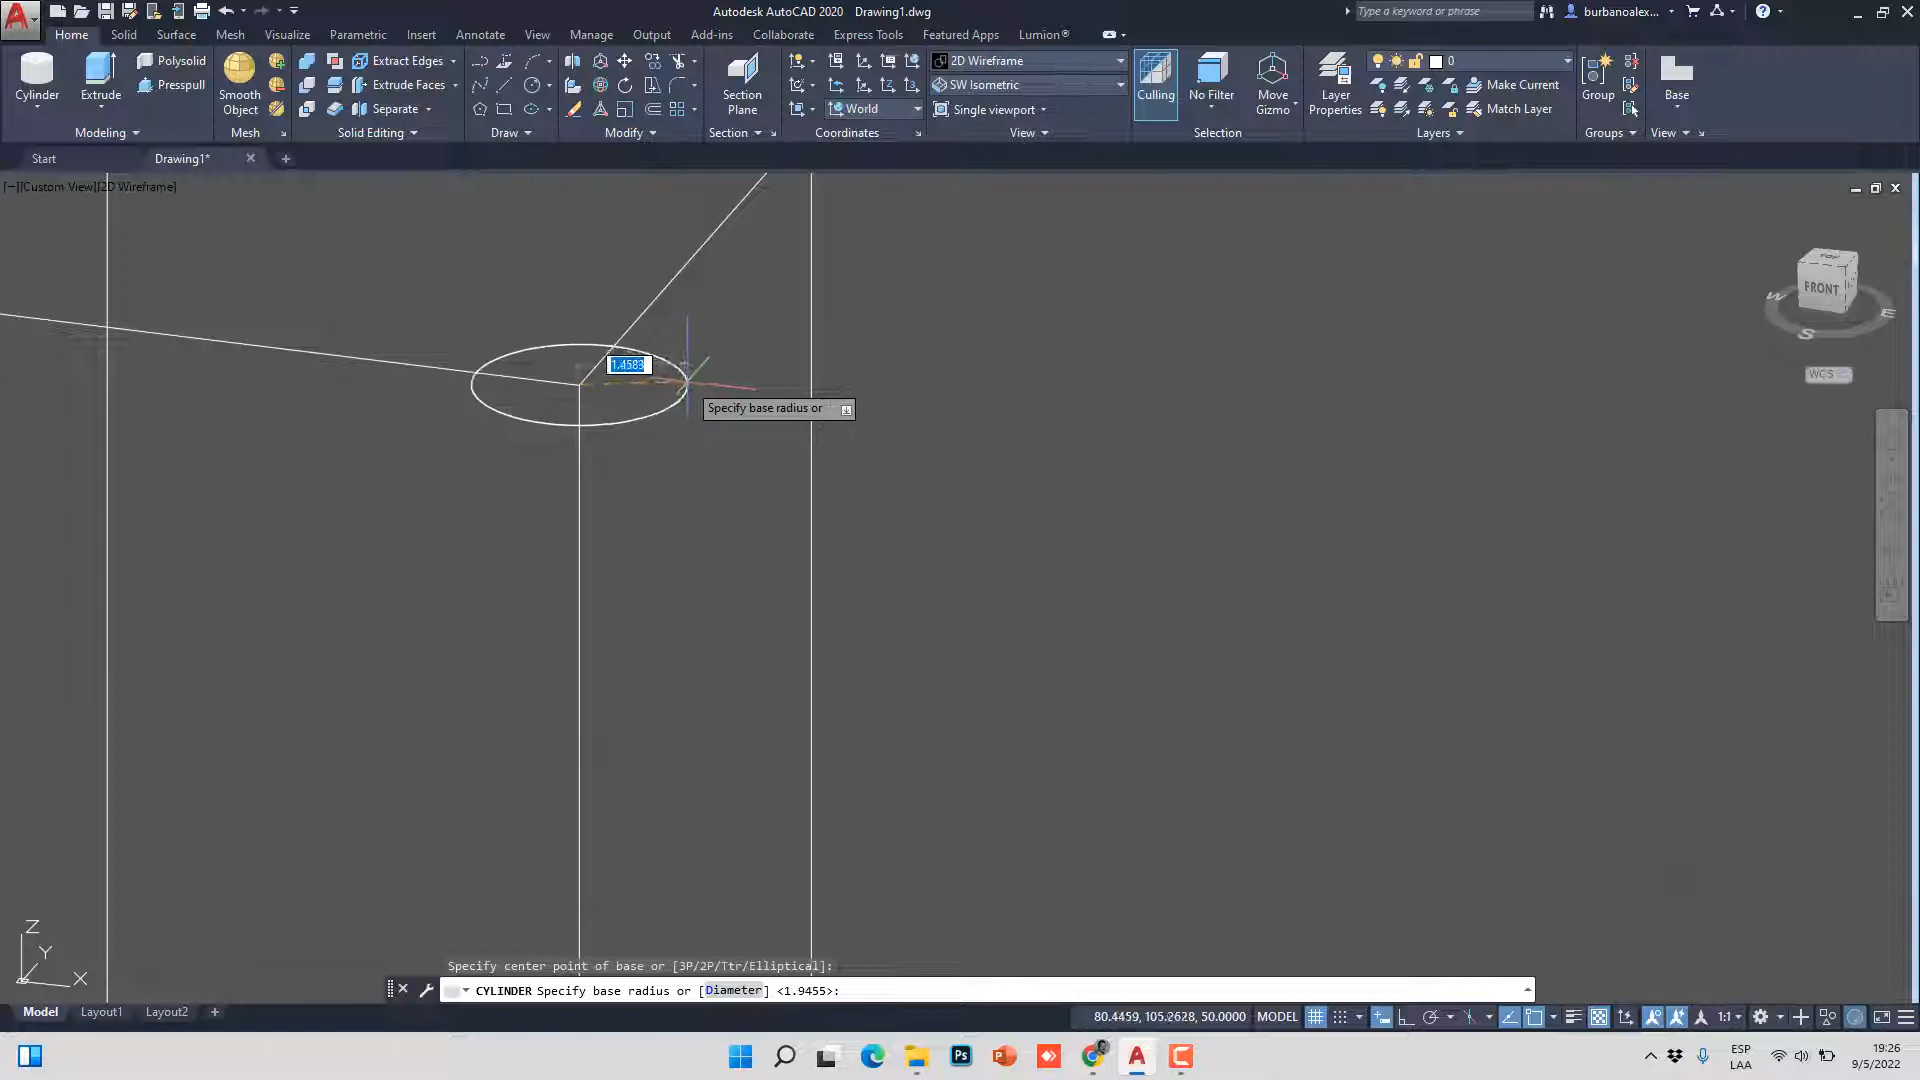 Autodesk AutoCAD 2020 Drawing1.dwg
Type a keyword or phrase
burbanoalex...
Home Solid Surface Mesh Visualize Parametric Insert Annotate View Manage Output Add-ins Collaborate Express Tools Featured Apps Lumion®
Cylinder
Extrude
Polysolid
Presspull
Smooth Object
Extract Edges
Extrude Faces
Separate
Section Plane
World
2D Wireframe
SW Isometric
Single viewport
Culling
No Filter
Move Gizmo
Layer Properties
0
Make Current
Match Layer
Group
Base
Modeling Mesh Solid Editing Draw Modify Section Coordinates View Selection Layers Groups View
Start Drawing1*
[−][Custom View][2D Wireframe]
TOP
FRONT
W
S
E
WCS
1.4583
Specify base radius or
Z
Y
X
Specify center point of base or [3P/2P/Ttr/Elliptical]:
CYLINDER Specify base radius or [Diameter] <1.9455>:
Model Layout1 Layout2
80.4459, 105.2628, 50.0000 MODEL
1:1
Ps
ESP
LAA
19:26
9/5/2022